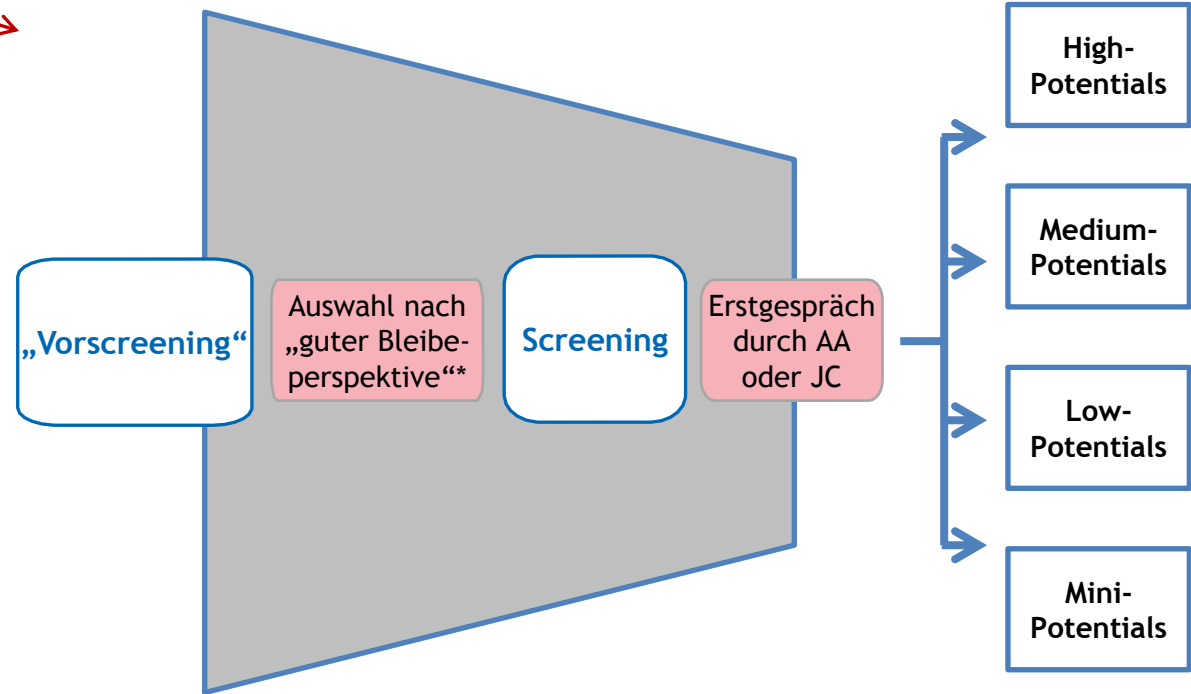 „Vorscreening“
Auswahl nach
„guter Bleibe-
perspektive“*
Screening
Erstgespräch
durch AA
oder JC
High-
Potentials
Medium-
Potentials
Low-
Potentials
Mini-
Potentials